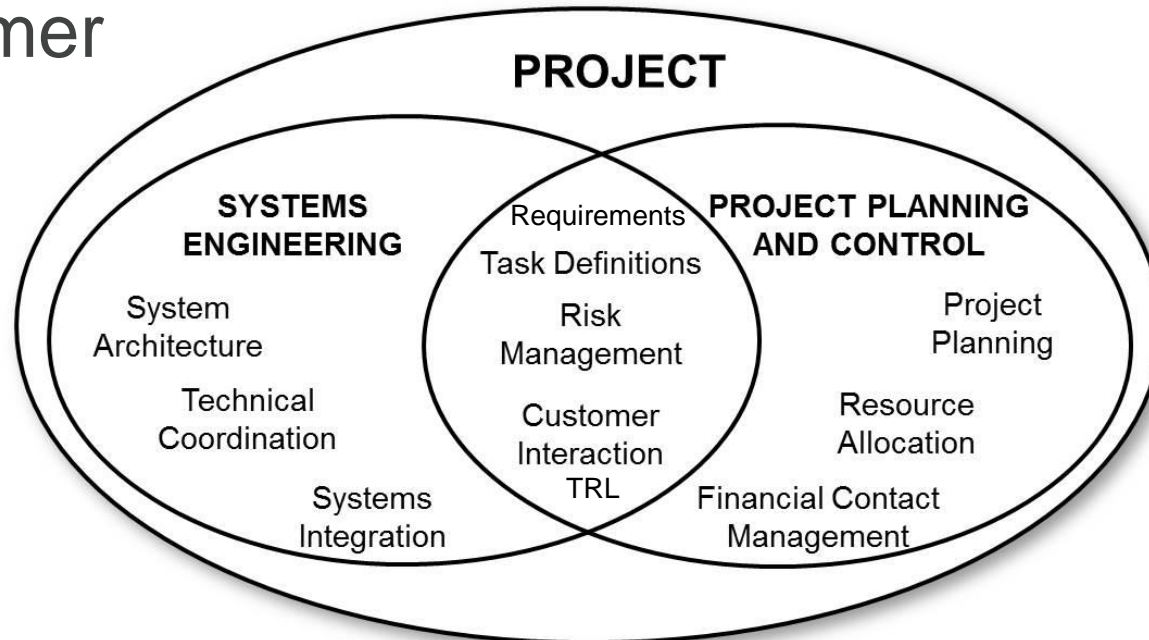 mer
PROJECT
SYSTEMS
ENGINEERING
System
Architecture
Technical
Coordination
Systems
Integration
Requirements
Task Definitions
Risk
Management
Customer
Interaction
TRL
PROJECT PLANNING
AND CONTROL
Project
Planning
Resource
Allocation
Financial Contact
Management